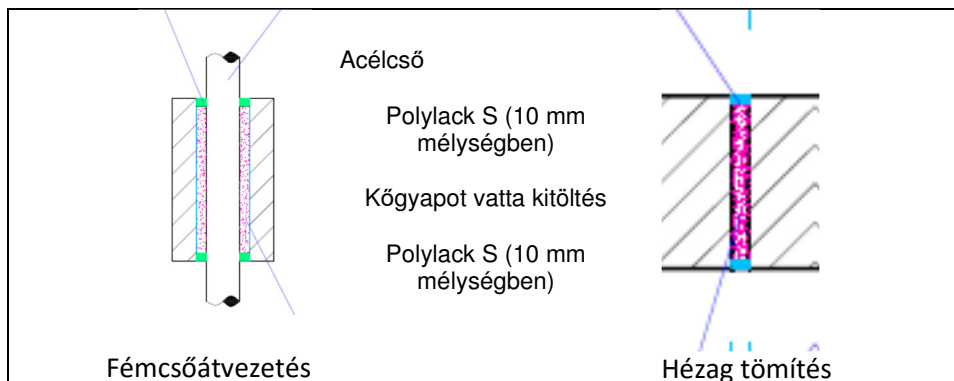 Acélcső
Polylack S (10 mm
mélységben)
Kőgyapot vatta kitöltés
Polylack S (10 mm
mélységben)
Fémcsőátvezetés
Hézag tömítés